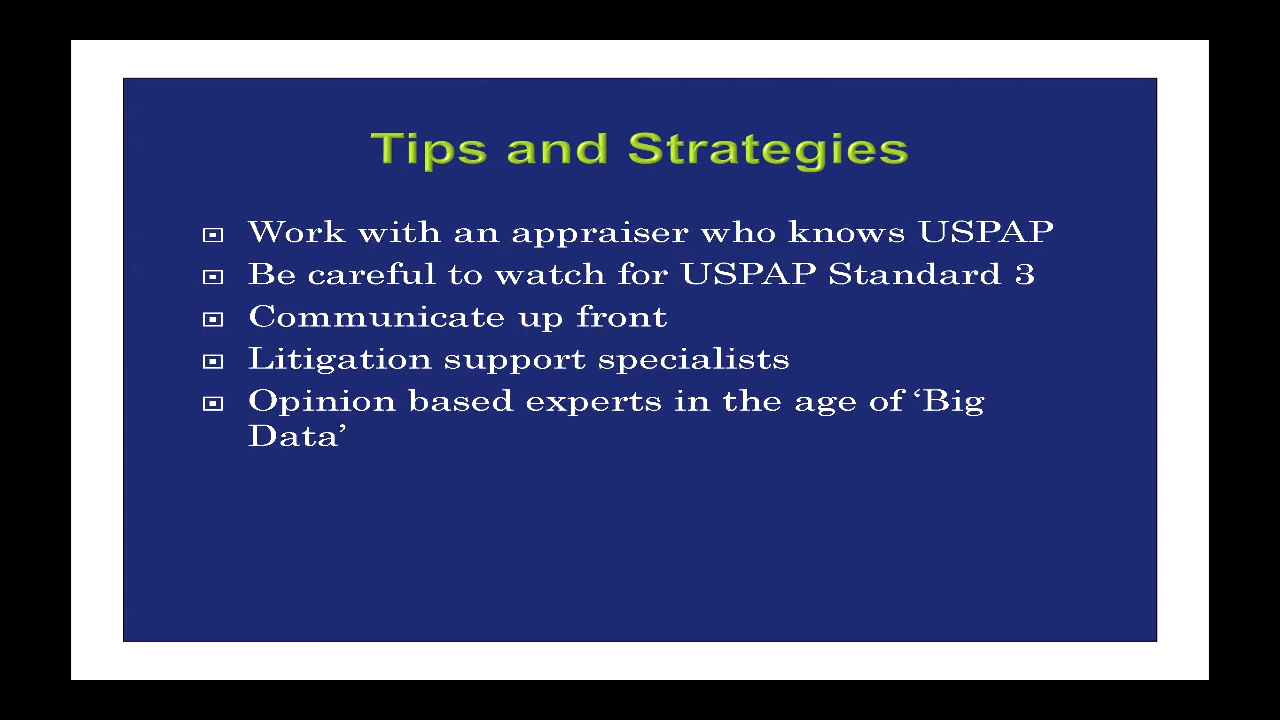 Tips and Strategies
Work with an appraiser who knows USPAP
Be careful to watch for USPAP Standard 3
Communicate up front
Litigation support specialists
Opinion based experts in the age of ‘Big
Data’